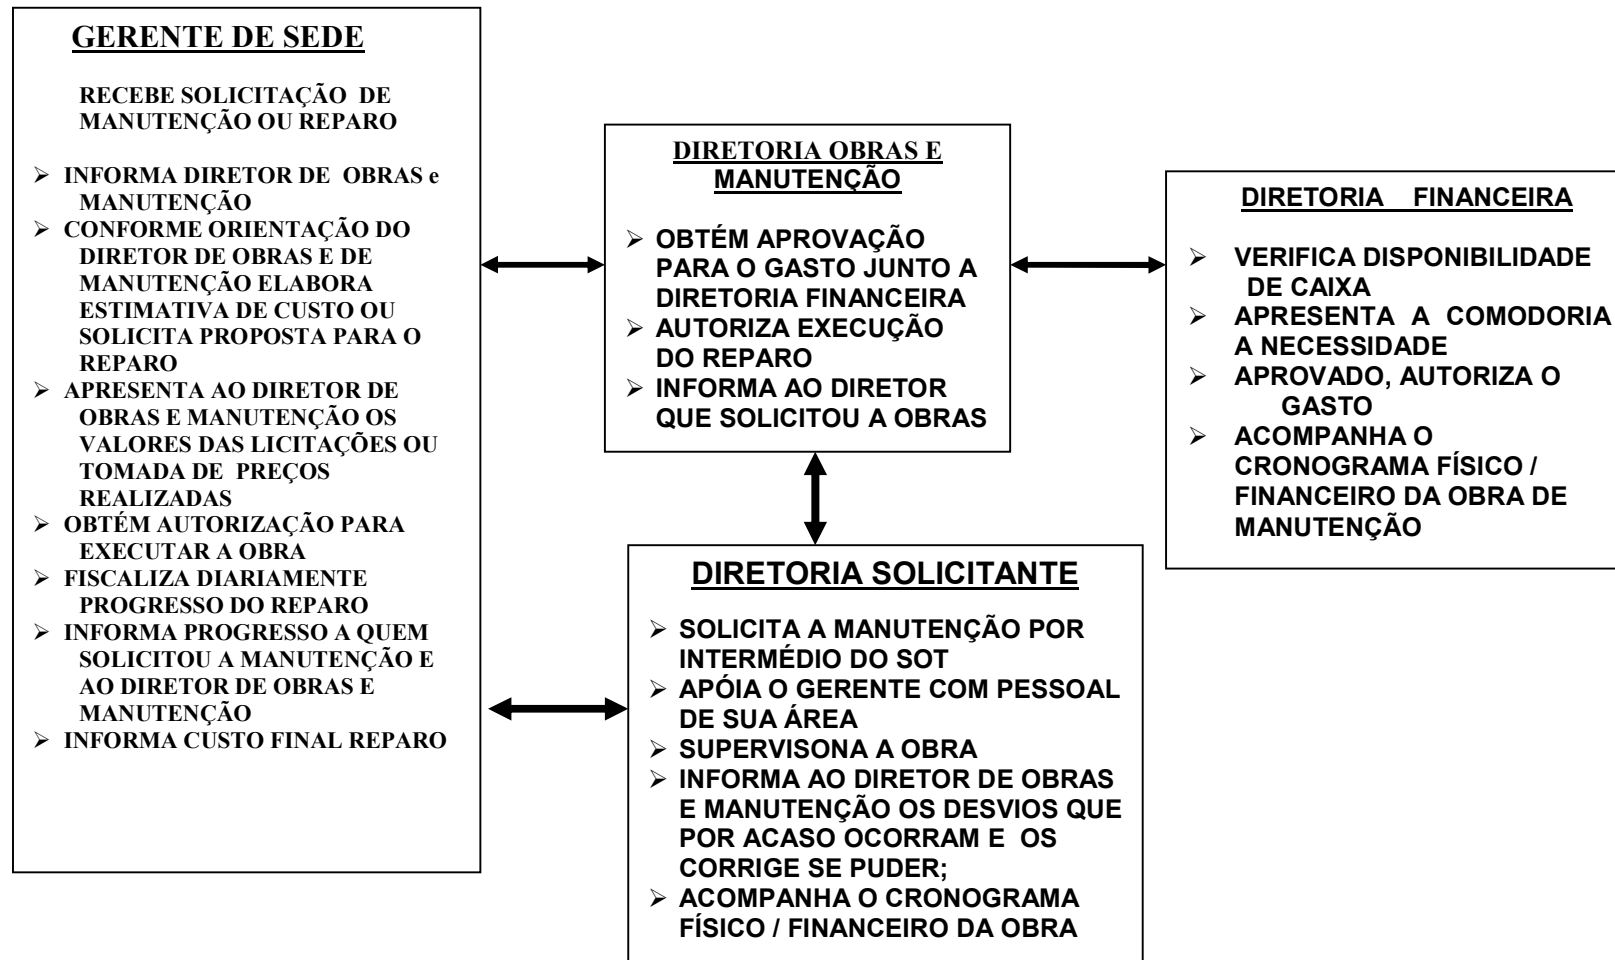 GERENTE DE SEDE
RECEBE SOLICITAÇÃO DE
MANUTENÇÃO OU REPARO
➢ INFORMA DIRETOR DE OBRAS e
MANUTENÇÃO
➢ CONFORME ORIENTAÇÃO DO
DIRETOR DE OBRAS E DE
MANUTENÇÃO ELABORA
ESTIMATIVA DE CUSTO OU
SOLICITA PROPOSTA PARA O
REPARO
➢ APRESENTA AO DIRETOR DE
OBRAS E MANUTENÇÃO OS
VALORES DAS LICITAÇÕES OU
TOMADA DE PREÇOS
REALIZADAS
➢ OBTÉM AUTORIZAÇÃO PARA
EXECUTAR A OBRA
➢ FISCALIZA DIARIAMENTE
PROGRESSO DO REPARO
➢ INFORMA PROGRESSO A QUEM
SOLICITOU A MANUTENÇÃO E
AO DIRETOR DE OBRAS E
MANUTENÇÃO
➢ INFORMA CUSTO FINAL REPARO
DIRETORIA OBRAS E
MANUTENÇÃO
➢ OBTÉM APROVAÇÃO
PARA O GASTO JUNTO A
DIRETORIA FINANCEIRA
➢ AUTORIZA EXECUÇÃO
DO REPARO
➢ INFORMA AO DIRETOR
QUE SOLICITOU A OBRAS
DIRETORIA FINANCEIRA
➢ VERIFICA DISPONIBILIDADE
DE CAIXA
➢ APRESENTA A COMODORIA
A NECESSIDADE
➢ APROVADO, AUTORIZA O
GASTO
➢ ACOMPANHA O
CRONOGRAMA FÍSICO /
FINANCEIRO DA OBRA DE
MANUTENÇÃO
DIRETORIA SOLICITANTE
➢ SOLICITA A MANUTENÇÃO POR
INTERMÉDIO DO SOT
➢ APÓIA O GERENTE COM PESSOAL
DE SUA ÁREA
➢ SUPERVISONA A OBRA
➢ INFORMA AO DIRETOR DE OBRAS
E MANUTENÇÃO OS DESVIOS QUE
POR ACASO OCORRAM E OS
CORRIGE SE PUDER;
➢ ACOMPANHA O CRONOGRAMA
FÍSICO / FINANCEIRO DA OBRA